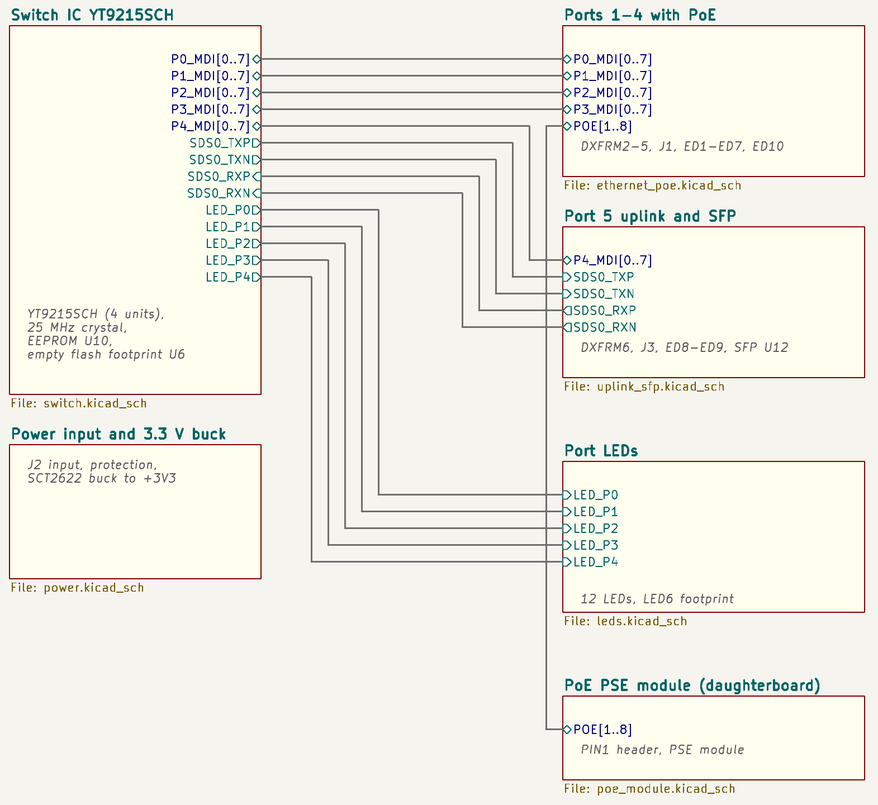 Switch IC YT9215SCH
P0_MDI[0..7]
P1_MDI[0..7]
P2_MDI[0..7]
P3_MDI[0..7]
P4_MDI[0..7]
SDS0_TXP
SDS0_TXN
SDS0_RXP
SDS0_RXN
LED_P0
LED_P1
LED_P2
LED_P3
LED_P4
YT9215SCH (4 units),
25 MHz crystal,
EEPROM U10,
empty flash footprint U6
File: switch.kicad_sch
Power input and 3.3 V buck
J2 input, protection,
SCT2622 buck to +3V3
File: power.kicad_sch
Ports 1-4 with PoE
P0_MDI[0..7]
P1_MDI[0..7]
P2_MDI[0..7]
P3_MDI[0..7]
POE[1..8]
DXFRM2-5, J1, ED1-ED7, ED10
File: ethernet_poe.kicad_sch
Port 5 uplink and SFP
P4_MDI[0..7]
SDS0_TXP
SDS0_TXN
SDS0_RXP
SDS0_RXN
DXFRM6, J3, ED8-ED9, SFP U12
File: uplink_sfp.kicad_sch
Port LEDs
LED_P0
LED_P1
LED_P2
LED_P3
LED_P4
12 LEDs, LED6 footprint
File: leds.kicad_sch
PoE PSE module (daughterboard)
POE[1..8]
PIN1 header, PSE module
File: poe_module.kicad_sch